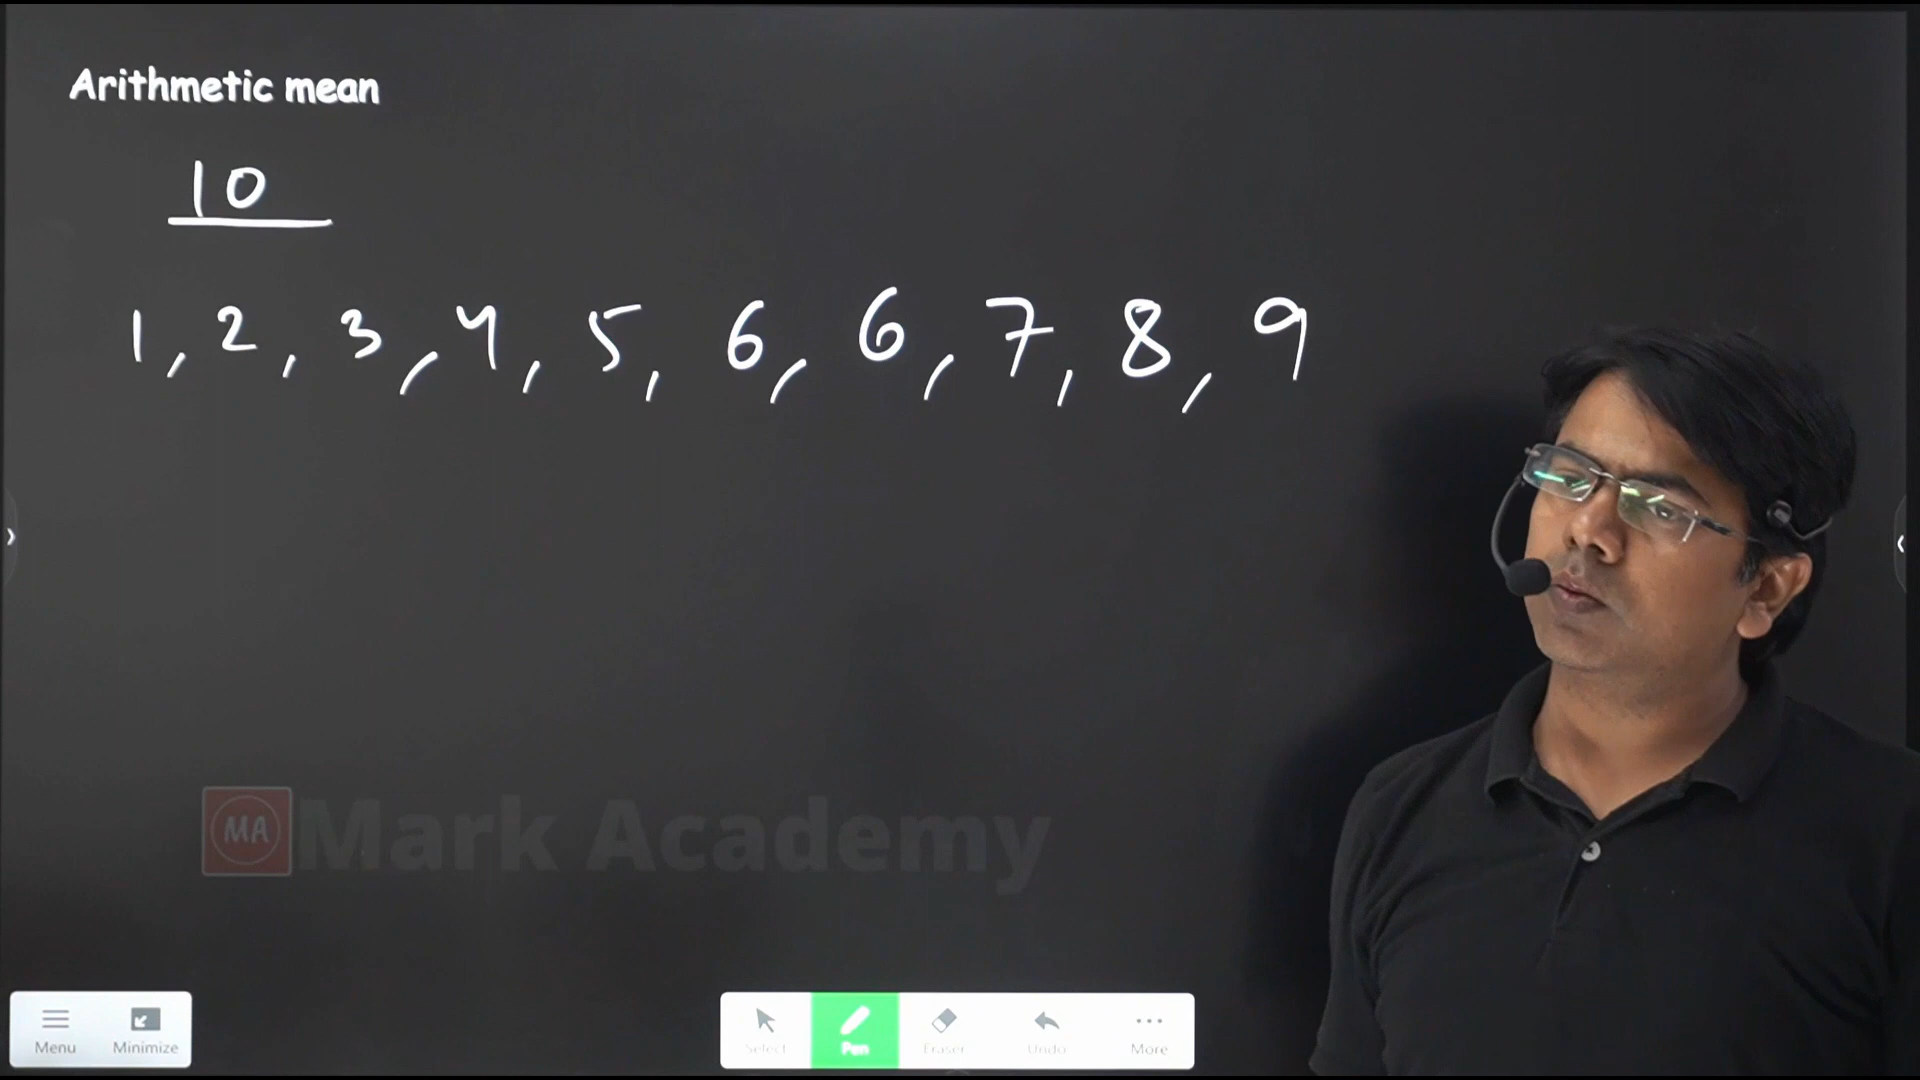 Arithmetic mean
10
1, 2, 3, 4, 5, 6, 6, 7, 8, 9
MA Mark Academy
Menu Minimize Select Pen Eraser Undo More